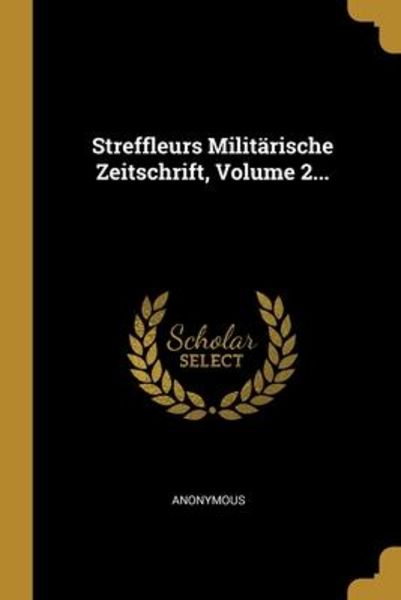 Streffleurs Militärische
Zeitschrift, Volume 2...
Scholar
SELECT
ANONYMOUS